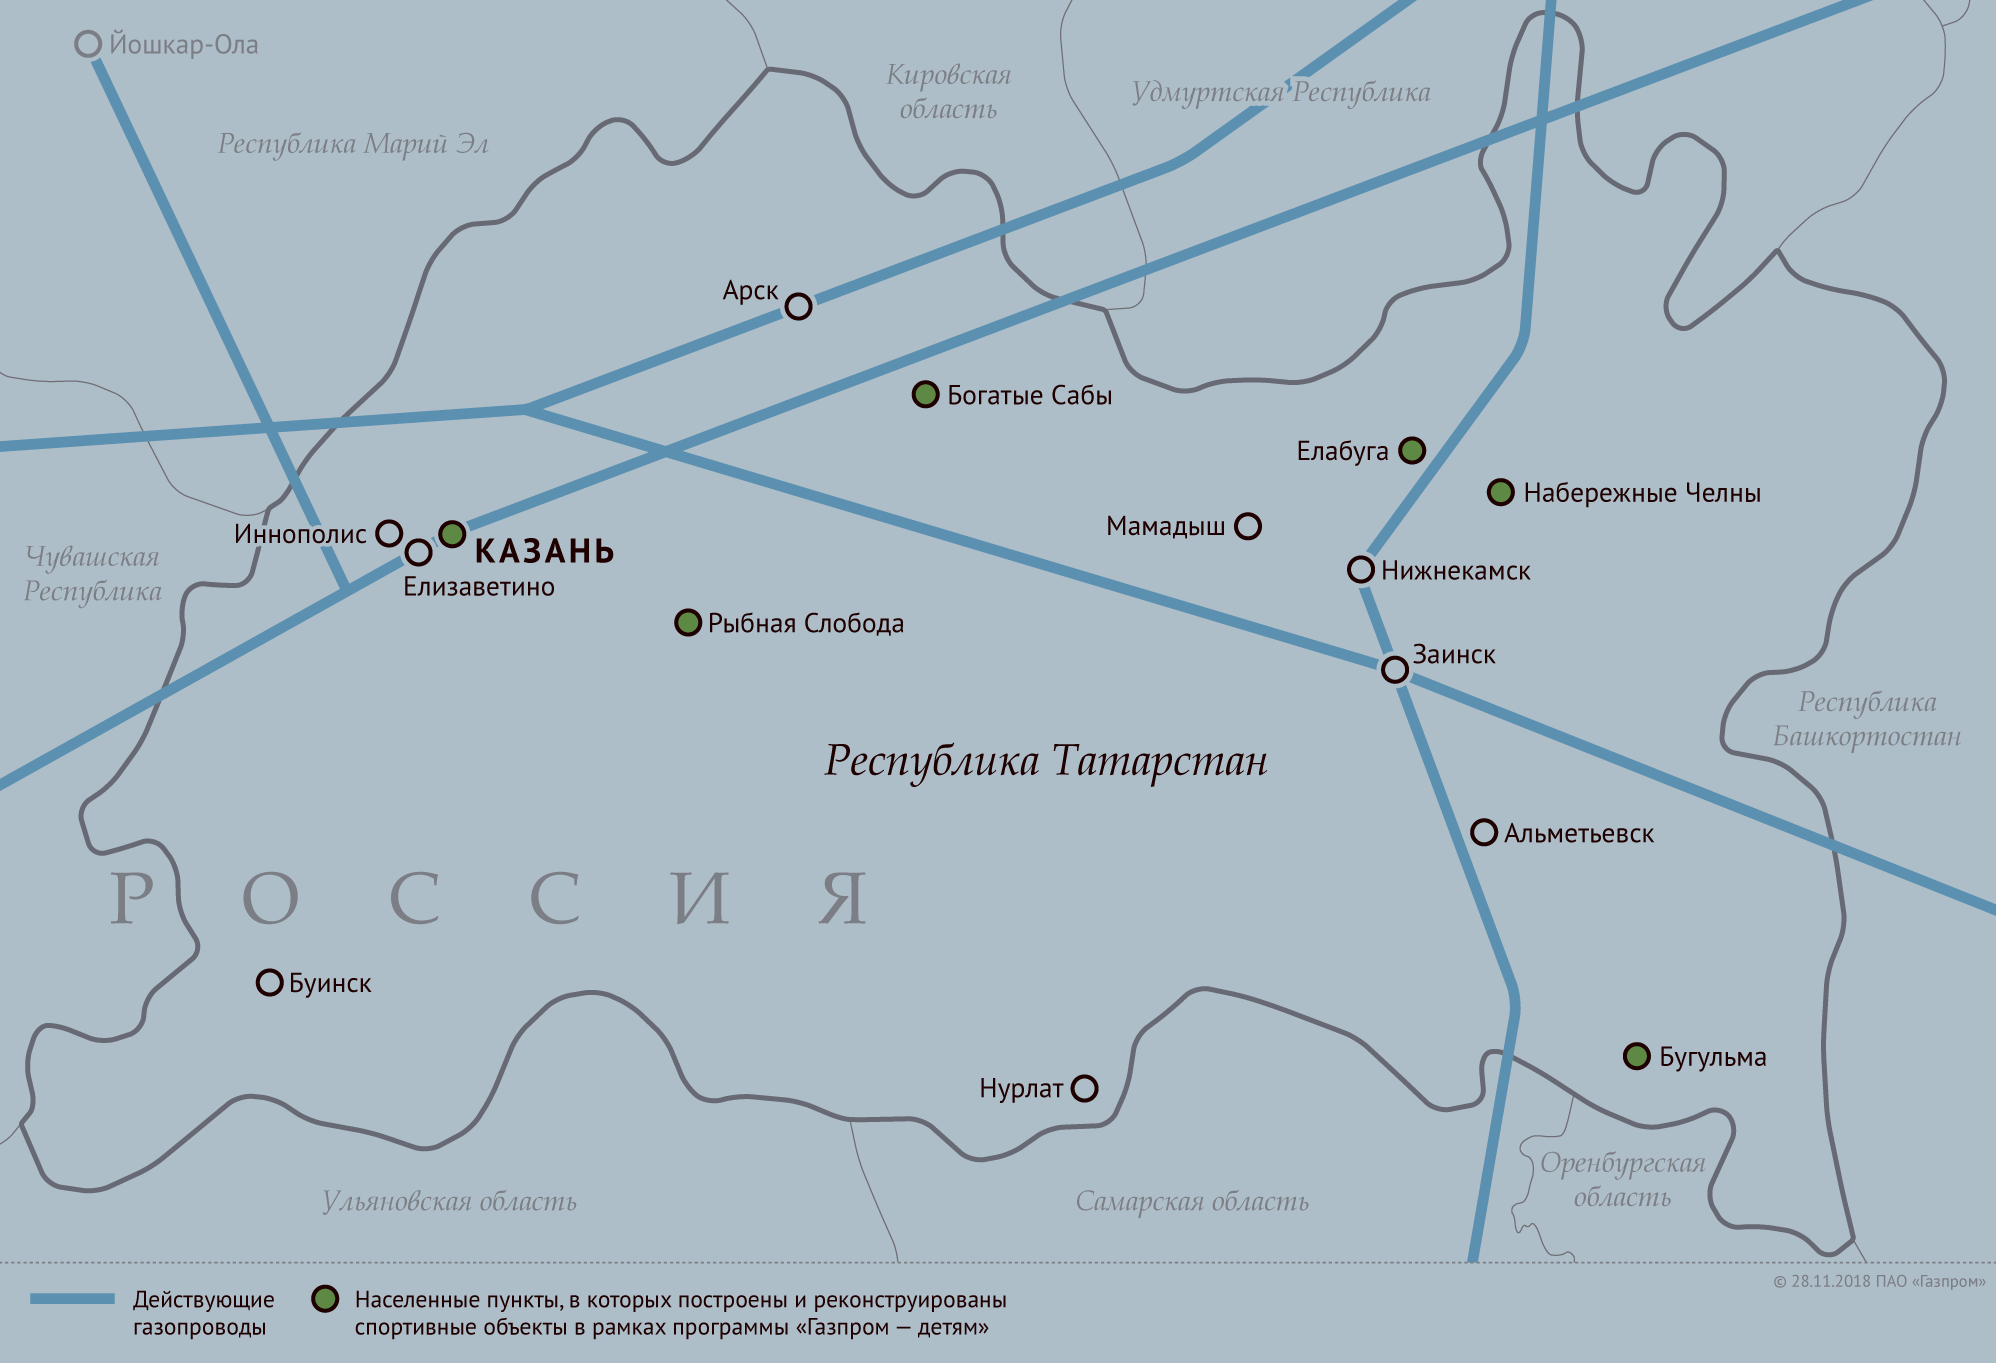 Йошкар-Ола
Кировская
область
Удмуртская Республика
Республика Марий Эл
Арск
Богатые Сабы
Елабуга
Набережные Челны
Мамадыш
Иннополис
КАЗАНЬ
Елизаветино
Чувашская
Республика
Нижнекамск
Рыбная Слобода
Заинск
Республика
Башкортостан
Республика Татарстан
Альметьевск
РОССИЯ
Буинск
Бугульма
Нурлат
Оренбургская
область
Ульяновская область
Самарская область
© 28.11.2018 ПАО «Газпром»
Действующие
газопроводы
Населенные пункты, в которых построены и реконструированы
спортивные объекты в рамках программы «Газпром — детям»